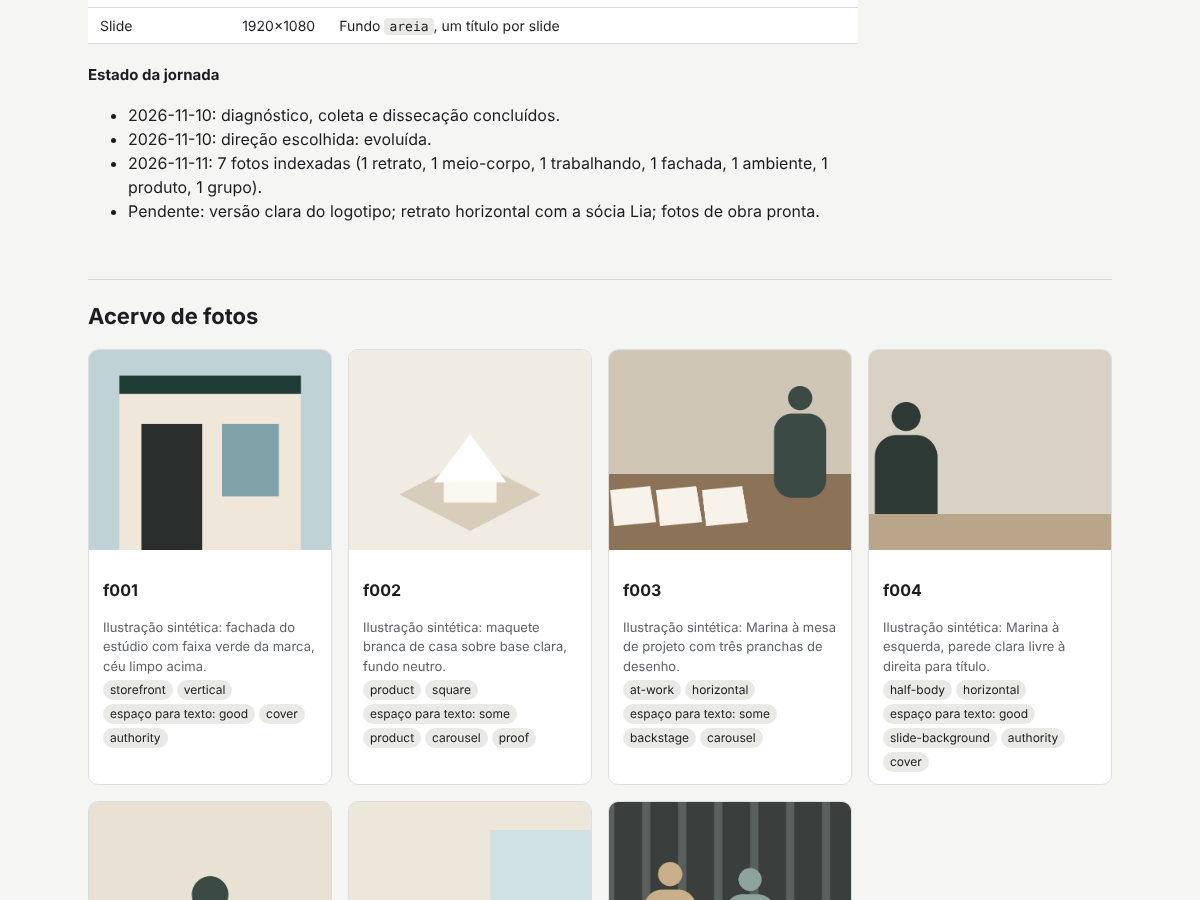 Slide 1920×1080 Fundo areia, um título por slide
Estado da jornada
2026-11-10: diagnóstico, coleta e dissecação concluídos.
2026-11-10: direção escolhida: evoluída.
2026-11-11: 7 fotos indexadas (1 retrato, 1 meio-corpo, 1 trabalhando, 1 fachada, 1 ambiente, 1
produto, 1 grupo).
Pendente: versão clara do logotipo; retrato horizontal com a sócia Lia; fotos de obra pronta.
Acervo de fotos
f001
Ilustração sintética: fachada do
estúdio com faixa verde da marca,
céu limpo acima.
storefront vertical
espaço para texto: good cover
authority
f002
Ilustração sintética: maquete
branca de casa sobre base clara,
fundo neutro.
product square
espaço para texto: some
product carousel proof
f003
Ilustração sintética: Marina à mesa
de projeto com três pranchas de
desenho.
at-work horizontal
espaço para texto: some
backstage carousel
f004
Ilustração sintética: Marina à
esquerda, parede clara livre à
direita para título.
half-body horizontal
espaço para texto: good
slide-background authority
cover